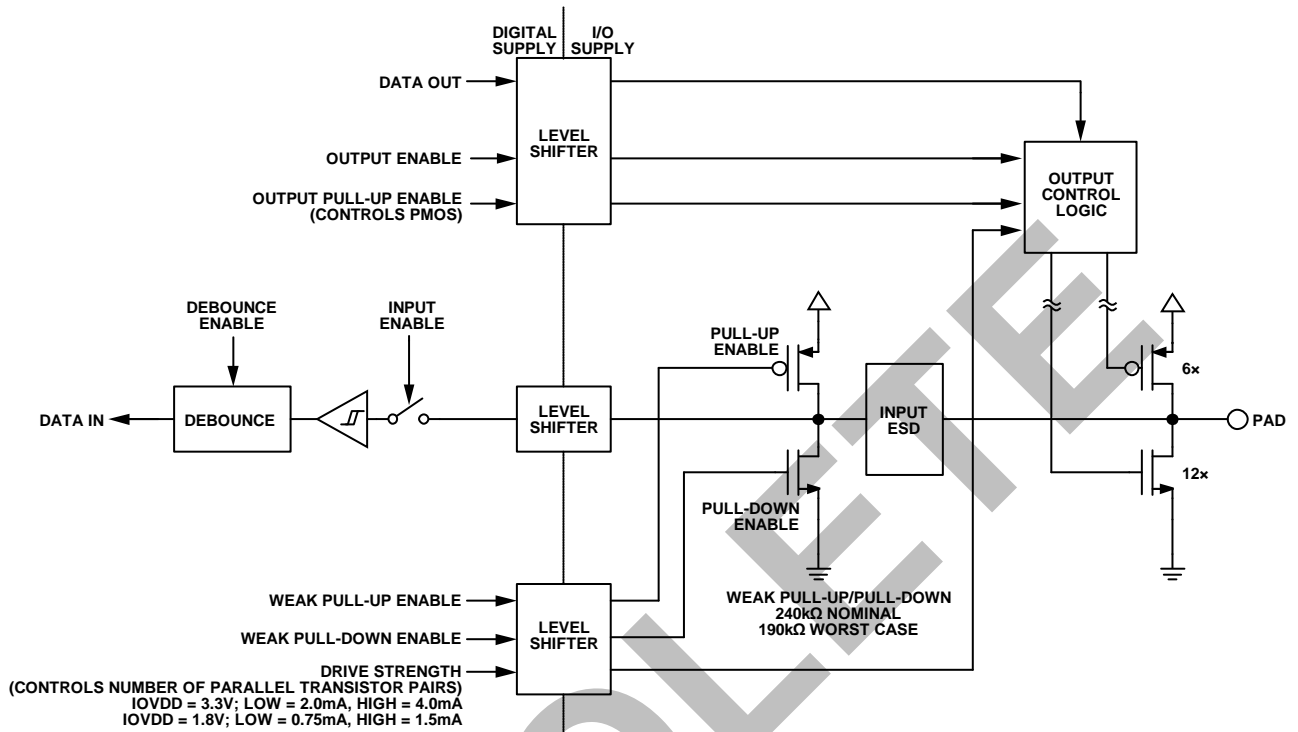 DIGITAL
SUPPLY
I/O
SUPPLY
DATA OUT
LEVEL
SHIFTER
OUTPUT ENABLE
OUTPUT PULL-UP ENABLE
(CONTROLS PMOS)
OUTPUT
CONTROL
LOGIC
DEBOUNCE
ENABLE
INPUT
ENABLE
PULL-UP
ENABLE
6×
DATA IN
DEBOUNCE
LEVEL
SHIFTER
INPUT
ESD
PAD
12×
PULL-DOWN
ENABLE
WEAK PULL-UP/PULL-DOWN
240kΩ NOMINAL
190kΩ WORST CASE
WEAK PULL-UP ENABLE
WEAK PULL-DOWN ENABLE
LEVEL
SHIFTER
DRIVE STRENGTH
(CONTROLS NUMBER OF PARALLEL TRANSISTOR PAIRS)
IOVDD = 3.3V; LOW = 2.0mA, HIGH = 4.0mA
IOVDD = 1.8V; LOW = 0.75mA, HIGH = 1.5mA
OLETE